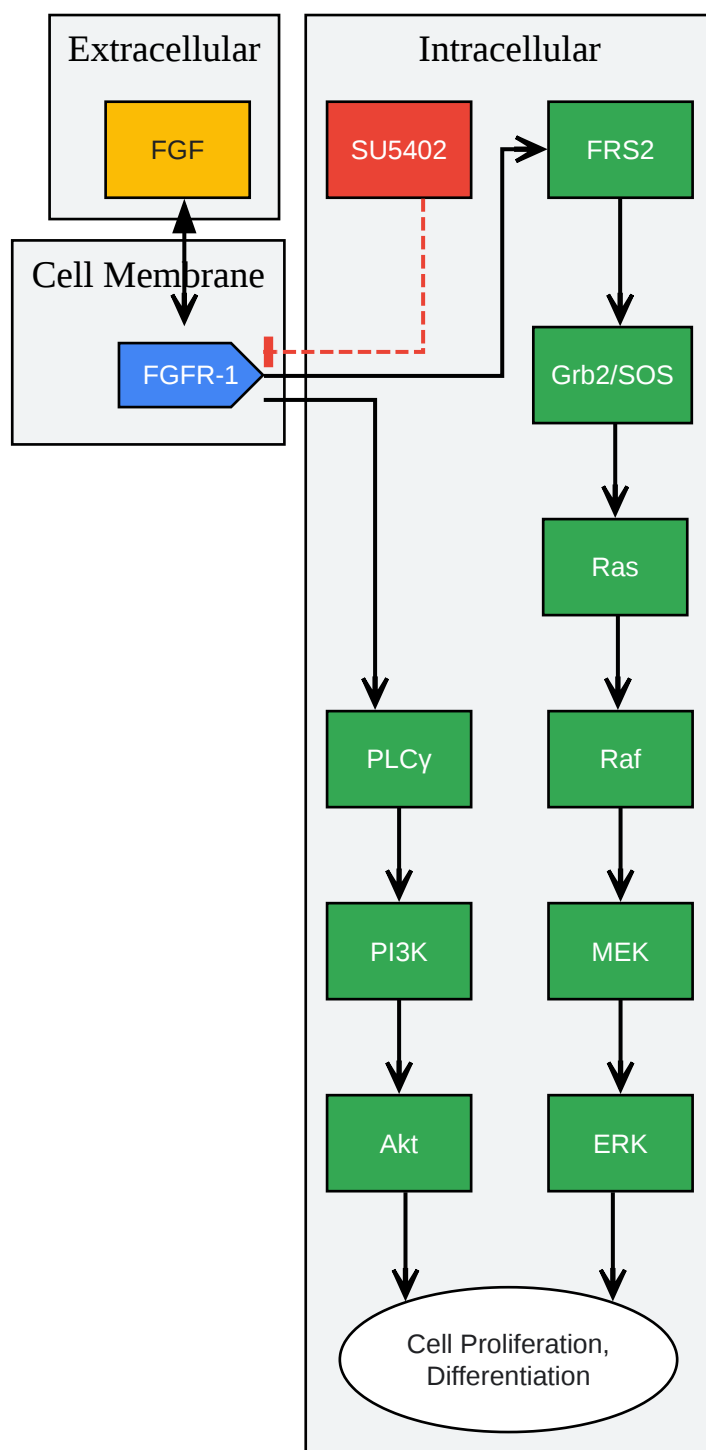 Extracellular
Intracellular
FGF
SU5402
FRS2
Cell Membrane
FGFR-1
Grb2/SOS
Ras
PLCγ
Raf
PI3K
MEK
Akt
ERK
Cell Proliferation,
Differentiation